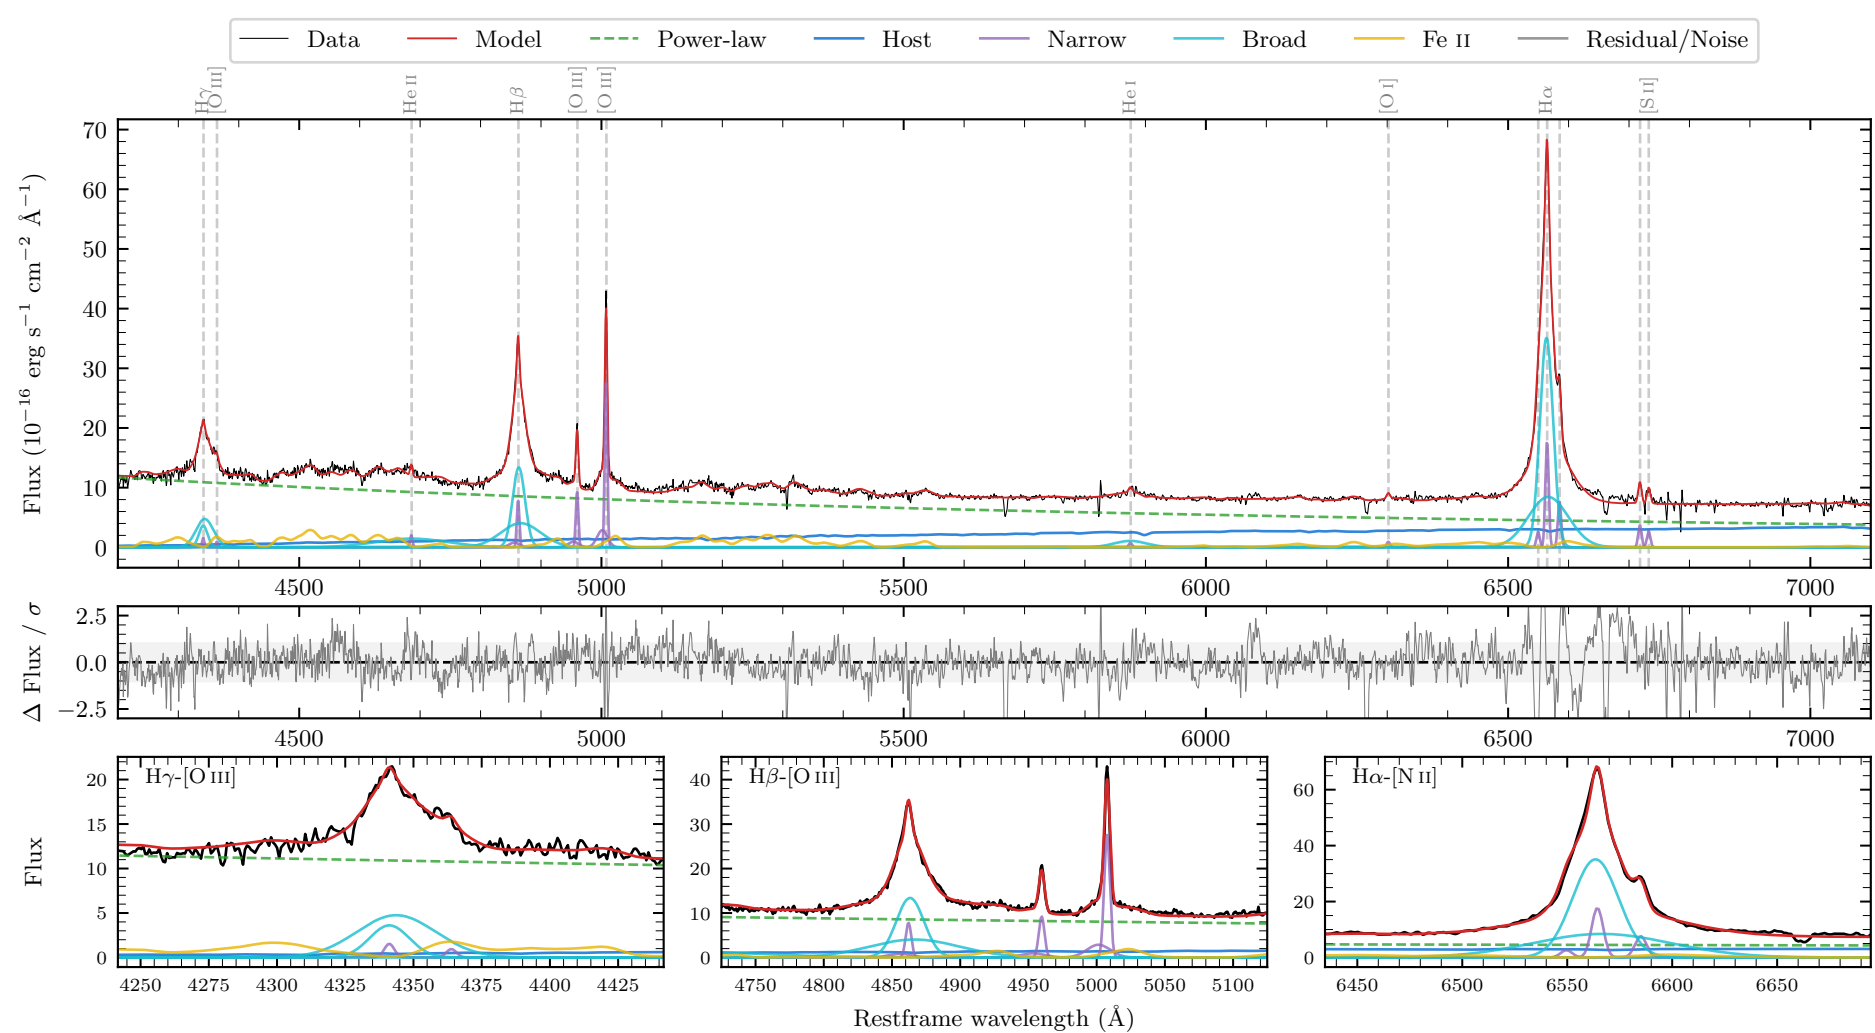 Data Model Power-law Host Narrow Broad Fe II Residual/Noise
Hγ [O III] He II Hβ [O III] [O III] He I [O I] Hα [S II]
Flux (10⁻¹⁶ erg s⁻¹ cm⁻² Å⁻¹)
70
60
50
40
30
20
10
0
4500 5000 5500 6000 6500 7000
Δ Flux / σ
2.5
0.0
−2.5
4500 5000 5500 6000 6500 7000
Flux
Hγ-[O III]
20
15
10
5
0
4250 4275 4300 4325 4350 4375 4400 4425
Hβ-[O III]
40
30
20
10
0
4750 4800 4850 4900 4950 5000 5050 5100
Hα-[N II]
60
40
20
0
6450 6500 6550 6600 6650
Restframe wavelength (Å)